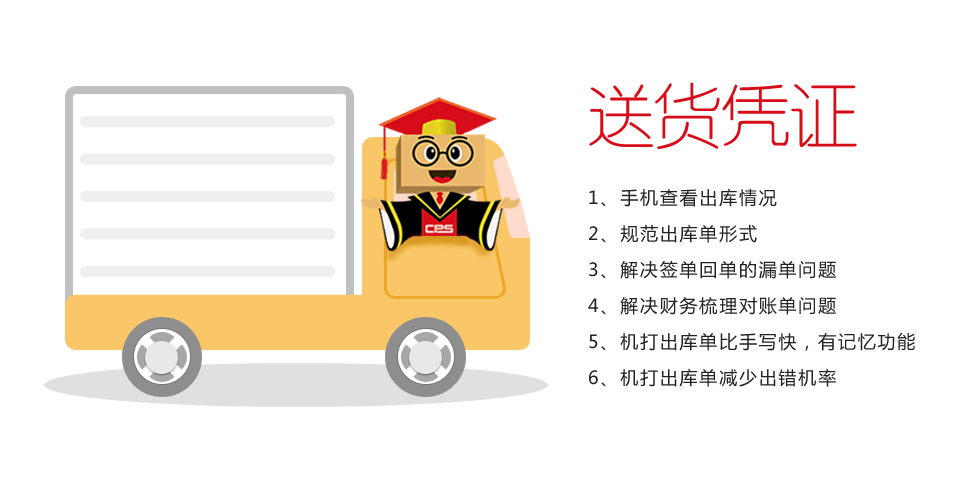 送货凭证
1、手机查看出库情况
2、规范出库单形式
3、解决签单回单的漏单问题
4、解决财务梳理对账单问题
5、机打出库单比手写快，有记忆功能
6、机打出库单减少出错机率
CPS